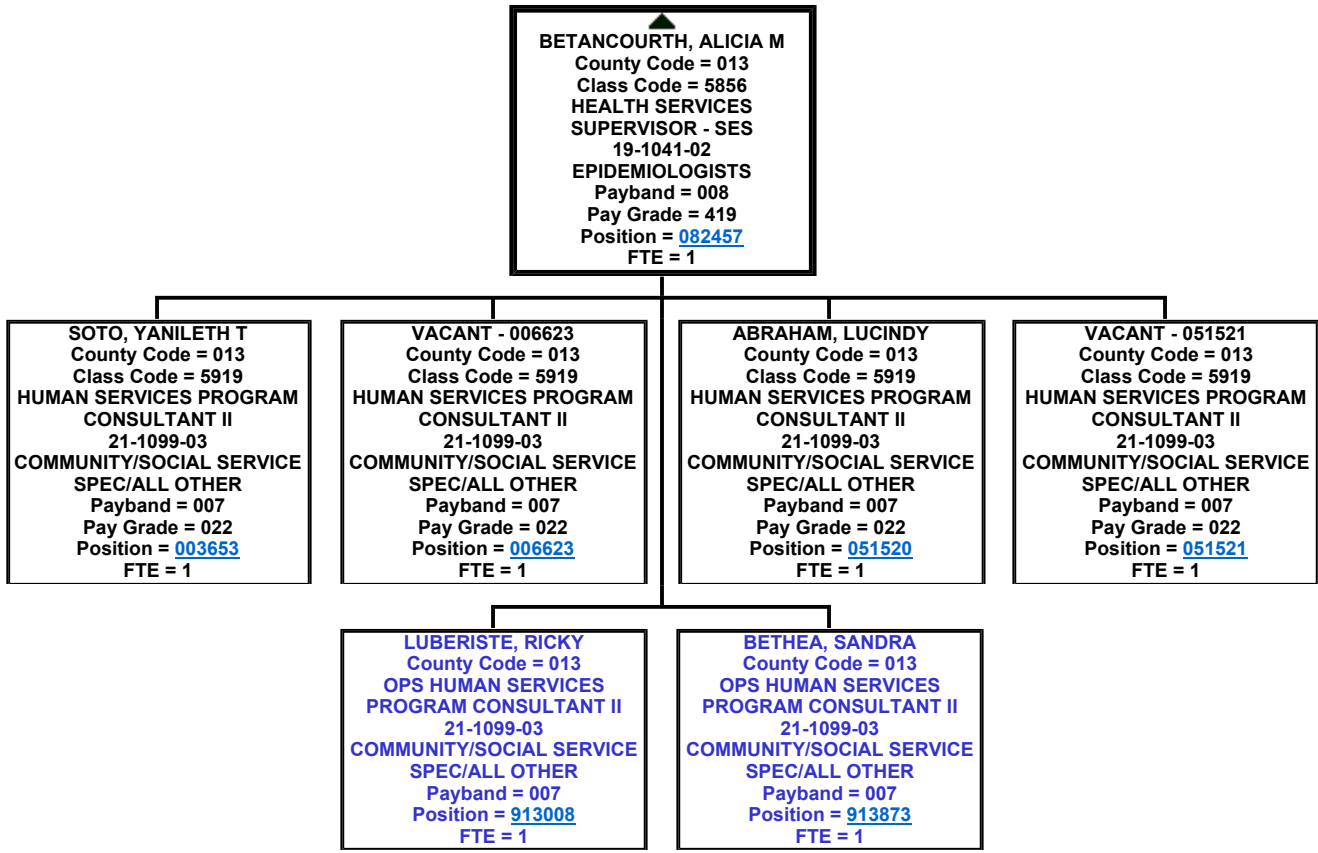 BETANCOURTH, ALICIA M
County Code = 013
Class Code = 5856
HEALTH SERVICES
SUPERVISOR - SES
19-1041-02
EPIDEMIOLOGISTS
Payband = 008
Pay Grade = 419
Position = 082457
FTE = 1
SOTO, YANILETH T
County Code = 013
Class Code = 5919
HUMAN SERVICES PROGRAM
CONSULTANT II
21-1099-03
COMMUNITY/SOCIAL SERVICE
SPEC/ALL OTHER
Payband = 007
Pay Grade = 022
Position = 003653
FTE = 1
VACANT - 006623
County Code = 013
Class Code = 5919
HUMAN SERVICES PROGRAM
CONSULTANT II
21-1099-03
COMMUNITY/SOCIAL SERVICE
SPEC/ALL OTHER
Payband = 007
Pay Grade = 022
Position = 006623
FTE = 1
ABRAHAM, LUCINDY
County Code = 013
Class Code = 5919
HUMAN SERVICES PROGRAM
CONSULTANT II
21-1099-03
COMMUNITY/SOCIAL SERVICE
SPEC/ALL OTHER
Payband = 007
Pay Grade = 022
Position = 051520
FTE = 1
VACANT - 051521
County Code = 013
Class Code = 5919
HUMAN SERVICES PROGRAM
CONSULTANT II
21-1099-03
COMMUNITY/SOCIAL SERVICE
SPEC/ALL OTHER
Payband = 007
Pay Grade = 022
Position = 051521
FTE = 1
LUBERISTE, RICKY
County Code = 013
OPS HUMAN SERVICES
PROGRAM CONSULTANT II
21-1099-03
COMMUNITY/SOCIAL SERVICE
SPEC/ALL OTHER
Payband = 007
Position = 913008
FTE = 1
BETHEA, SANDRA
County Code = 013
OPS HUMAN SERVICES
PROGRAM CONSULTANT II
21-1099-03
COMMUNITY/SOCIAL SERVICE
SPEC/ALL OTHER
Payband = 007
Position = 913873
FTE = 1